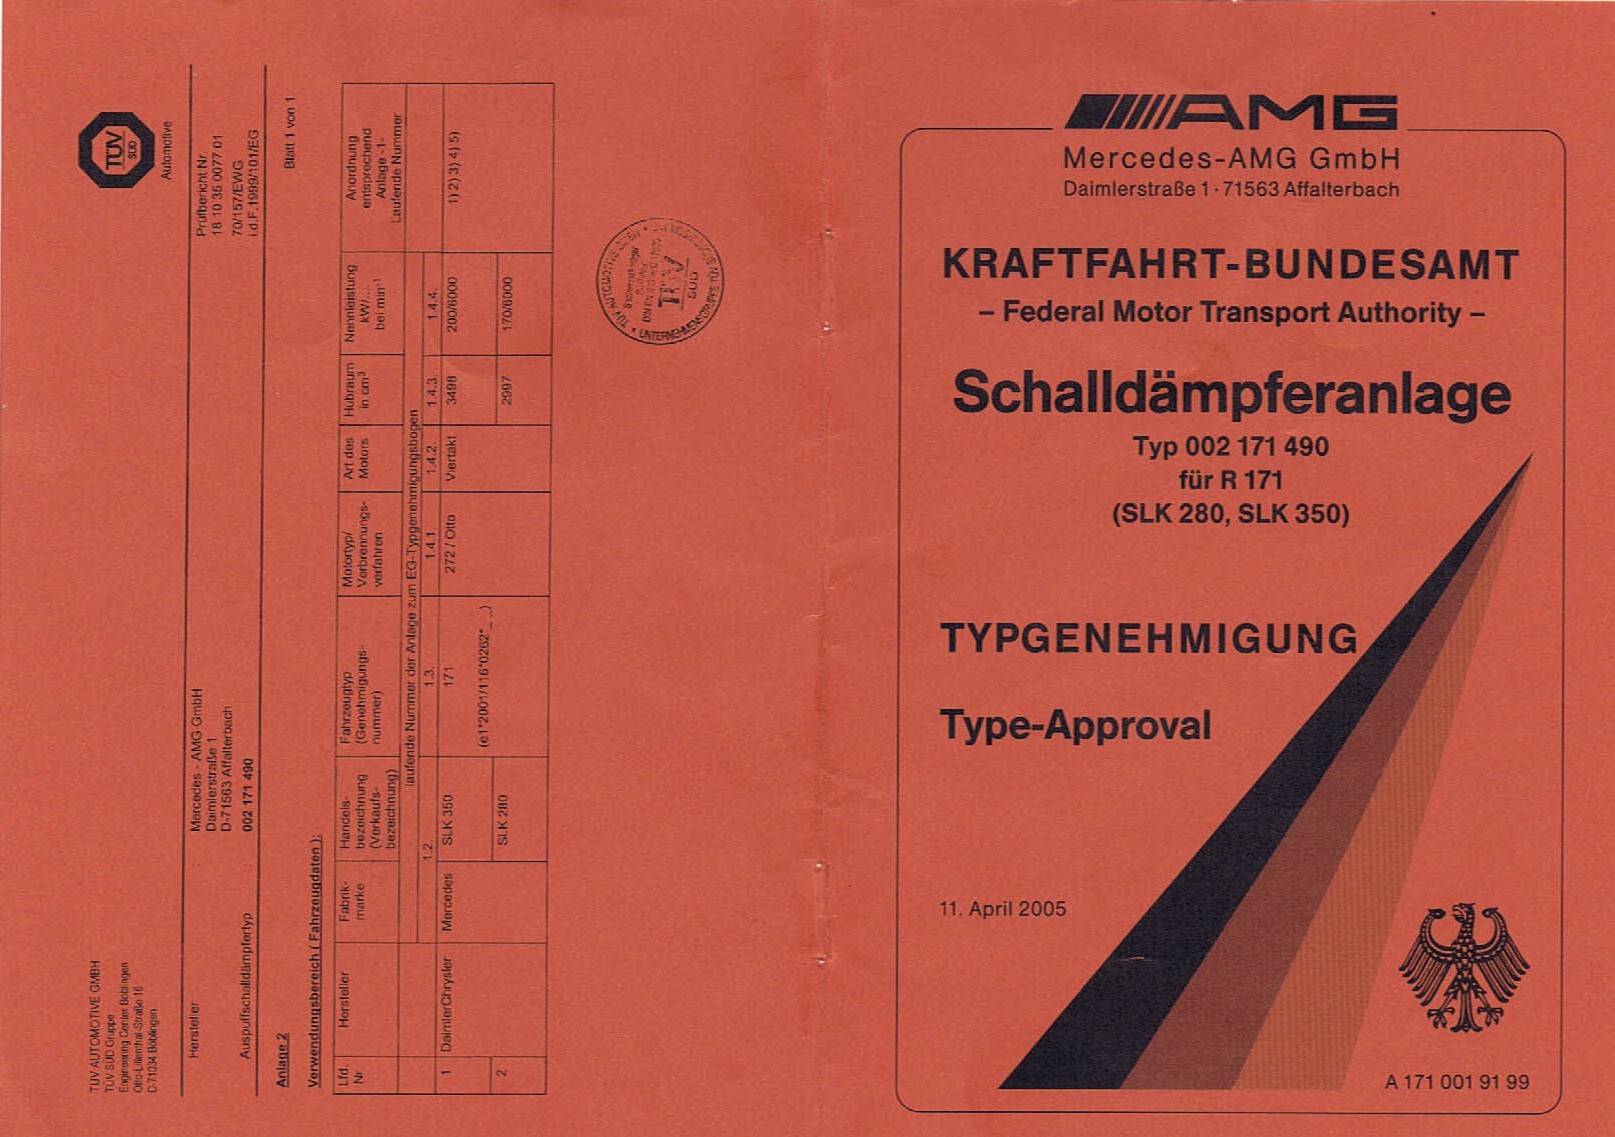 TÜV
SÜD
Automotive
TÜV AUTOMOTIVE GMBH
TÜV SÜD Gruppe
Engineering Center Böblingen
Otto-Lilienthal-Straße 16
D-71034 Böblingen
Prüfbericht Nr.
18 10 35 0077 01
70/157/EWG
i.d.F.1999/101/EG
Hersteller : Mercedes - AMG GmbH
Daimlerstraße 1
D-71563 Affalterbach
Auspuffschalldämpfertyp : 002 171 490
Anlage 2
Blatt 1 von 1
Verwendungsbereich ( Fahrzeugdaten ):
Lfd. Nr
Hersteller
Fabrik-
marke
Handels-
bezeichnung
(Verkaufs-
bezeichnung)
Fahrzeugtyp
(Genehmigungs-
nummer)
Motortyp/
Verbrennungs-
verfahren
Art des
Motors
Hubraum
in cm³
Nennleistung
kW/....
bei min⁻¹
Anordnung
entsprechend
Anlage -1-
Laufende Nummer
laufende Nummer der Anlage zum EG-Typgenehmigungsbogen
1.2. 1.3. 1.4.1. 1.4.2. 1.4.3. 1.4.4.
1 DaimlerChrysler Mercedes SLK 350 171 272 / Otto Viertakt 3498 200/6000 1) 2) 3) 4) 5)
(e1*2001/116*0262*_ _)
2 SLK 280 2997 170/6000
TÜV
SÜD
AMG
Mercedes-AMG GmbH
Daimlerstraße 1 · 71563 Affalterbach
KRAFTFAHRT-BUNDESAMT
– Federal Motor Transport Authority –
Schalldämpferanlage
Typ 002 171 490
für R 171
(SLK 280, SLK 350)
TYPGENEHMIGUNG
Type-Approval
11. April 2005
A 171 001 91 99